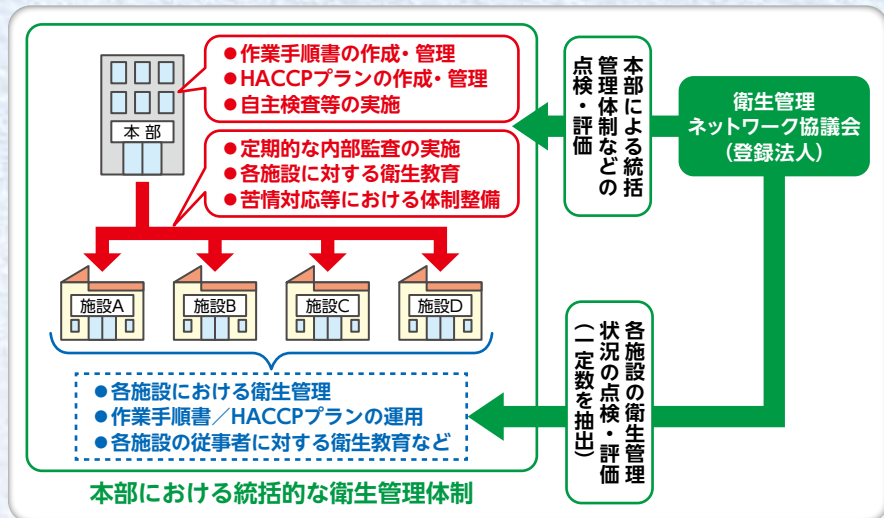 本部
●作業手順書の作成・管理
●HACCPプランの作成・管理
●自主検査等の実施
●定期的な内部監査の実施
●各施設に対する衛生教育
●苦情対応等における体制整備
施設A
施設B
施設C
施設D
●各施設における衛生管理
●作業手順書／HACCPプランの運用
●各施設の従事者に対する衛生教育など
本部における統括的な衛生管理体制
本部による統括
管理体制などの
点検・評価
衛生管理
ネットワーク協議会
(登録法人)
各施設の衛生管理
状況の点検・評価
(一定数を抽出)